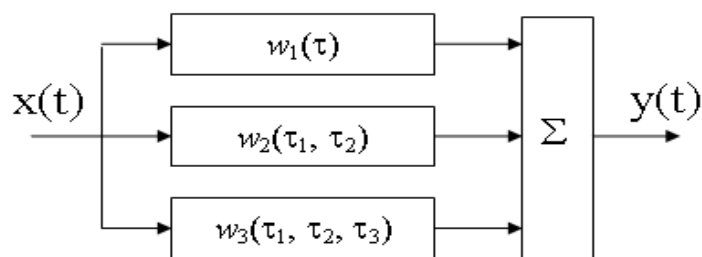 w₁(τ)
x(t)
w₂(τ₁, τ₂)
Σ
y(t)
w₃(τ₁, τ₂, τ₃)